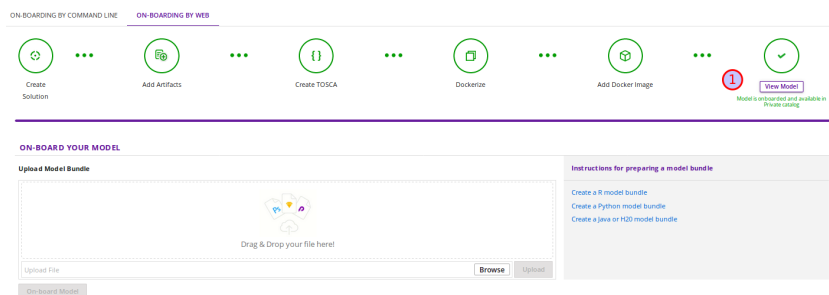 ON-BOARDING BY COMMAND LINE
ON-BOARDING BY WEB
Create
Solution
Add Artifacts
{ }
Create TOSCA
Dockerize
Add Docker Image
1
View Model
Model is onboarded and available in
Private catalog
ON-BOARD YOUR MODEL
Upload Model Bundle
Drag & Drop your file here!
Upload File
Browse
Upload
On-board Model
Instructions for preparing a model bundle
Create a R model bundle
Create a Python model bundle
Create a Java or H20 model bundle